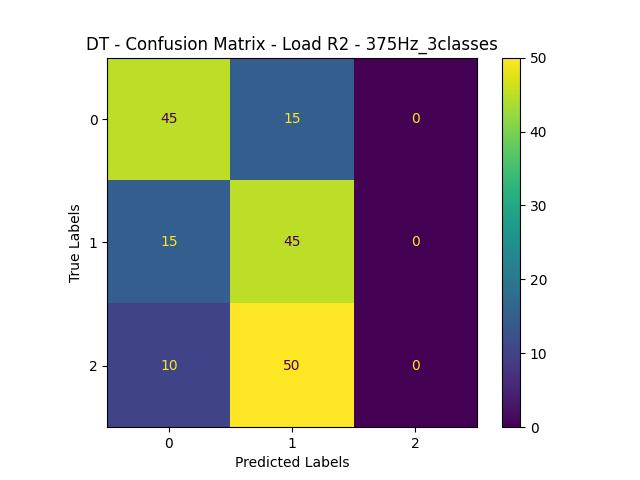 DT - Confusion Matrix - Load R2 - 375Hz_3classes
50
0 45 15 0
40
30
True Labels
1 15 45 0
20
2 10 50 0
10
0
0 1 2
Predicted Labels